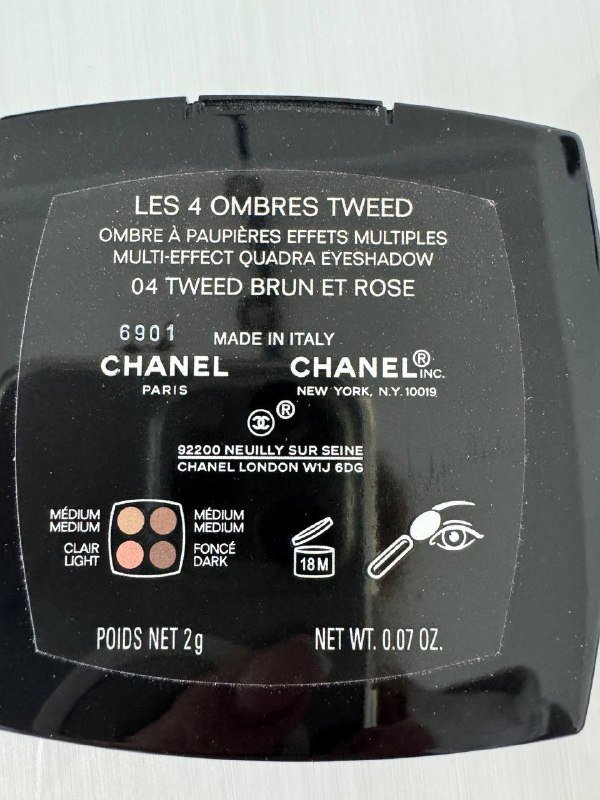 LES 4 OMBRES TWEED
OMBRE À PAUPIÈRES EFFETS MULTIPLES
MULTI-EFFECT QUADRA EYESHADOW
04 TWEED BRUN ET ROSE
6901 MADE IN ITALY
CHANEL CHANEL® INC.
PARIS NEW YORK, N.Y. 10019
®
92200 NEUILLY SUR SEINE
CHANEL LONDON W1J 6DG
MÉDIUM MÉDIUM
MEDIUM MEDIUM
CLAIR FONCÉ
LIGHT DARK
18M
POIDS NET 2g NET WT. 0.07 OZ.